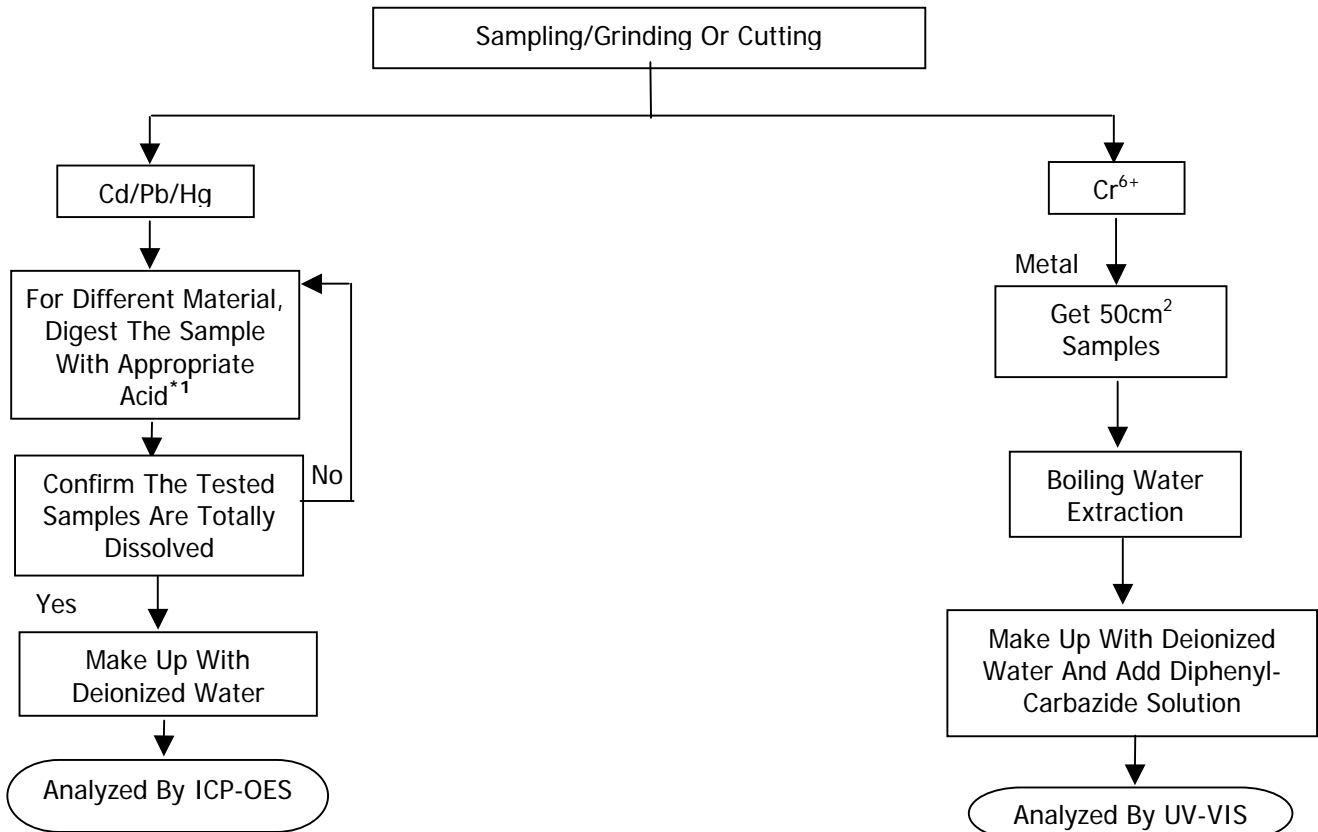 Sampling/Grinding Or Cutting
Cd/Pb/Hg
For Different Material,
Digest The Sample
With Appropriate
Acid*1
Confirm The Tested
Samples Are Totally
Dissolved
No
Yes
Make Up With
Deionized Water
Analyzed By ICP-OES
Cr6+
Metal
Get 50cm2
Samples
Boiling Water
Extraction
Make Up With Deionized
Water And Add Diphenyl-
Carbazide Solution
Analyzed By UV-VIS